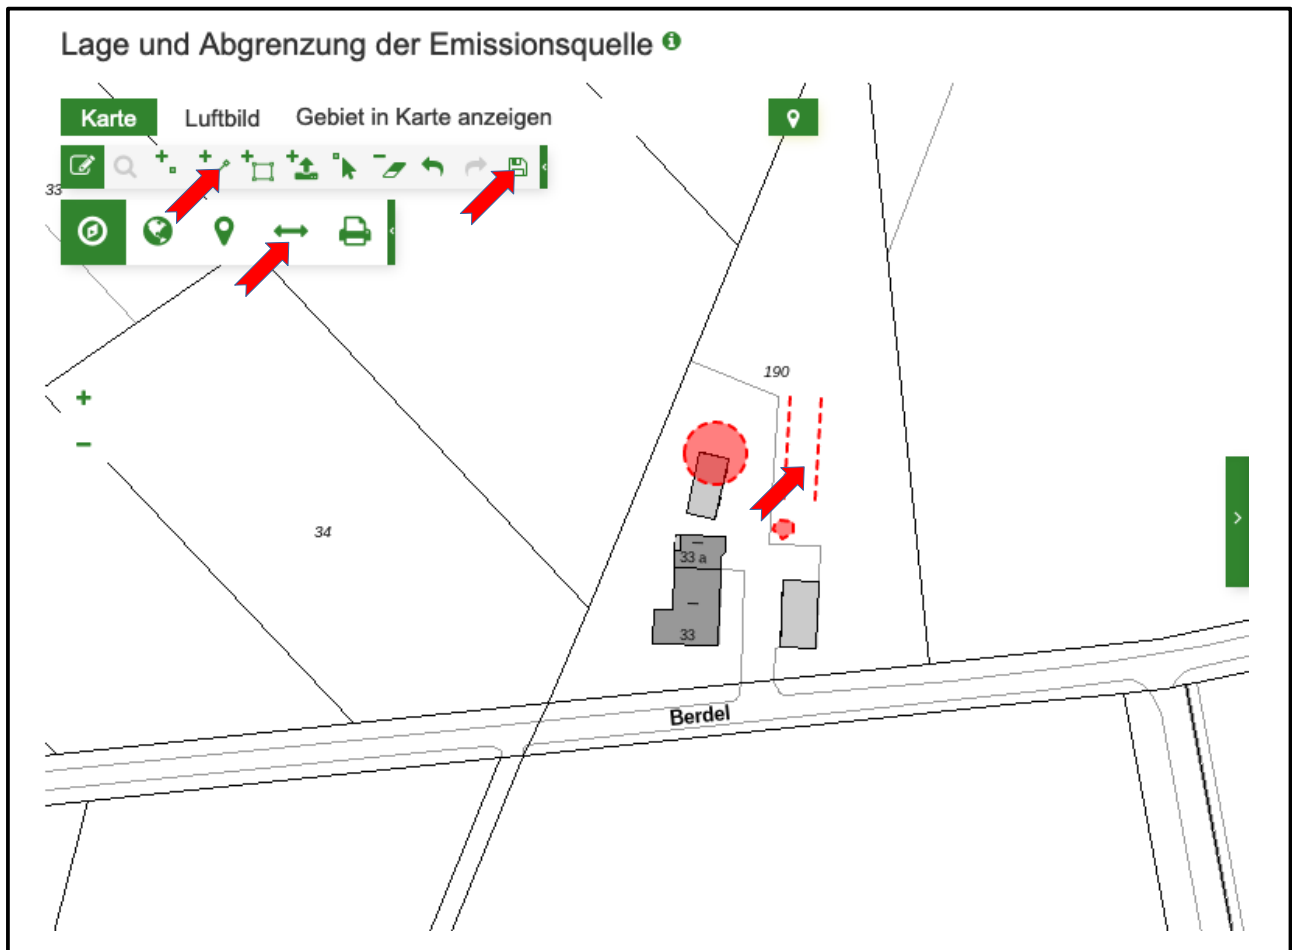 Lage und Abgrenzung der Emissionsquelle
Karte Luftbild Gebiet in Karte anzeigen
33
190
34
33 a
33
Berdel